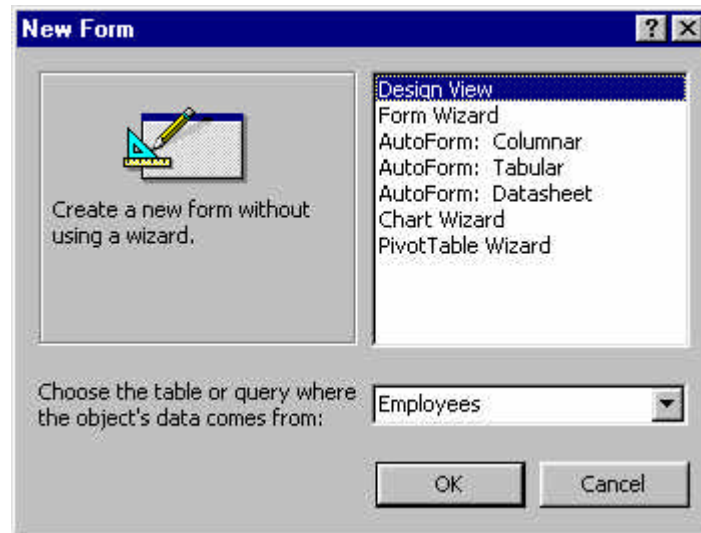 New Form
Create a new form without
using a wizard.
Design View
Form Wizard
AutoForm: Columnar
AutoForm: Tabular
AutoForm: Datasheet
Chart Wizard
PivotTable Wizard
Choose the table or query where
the object's data comes from:
Employees
OK
Cancel